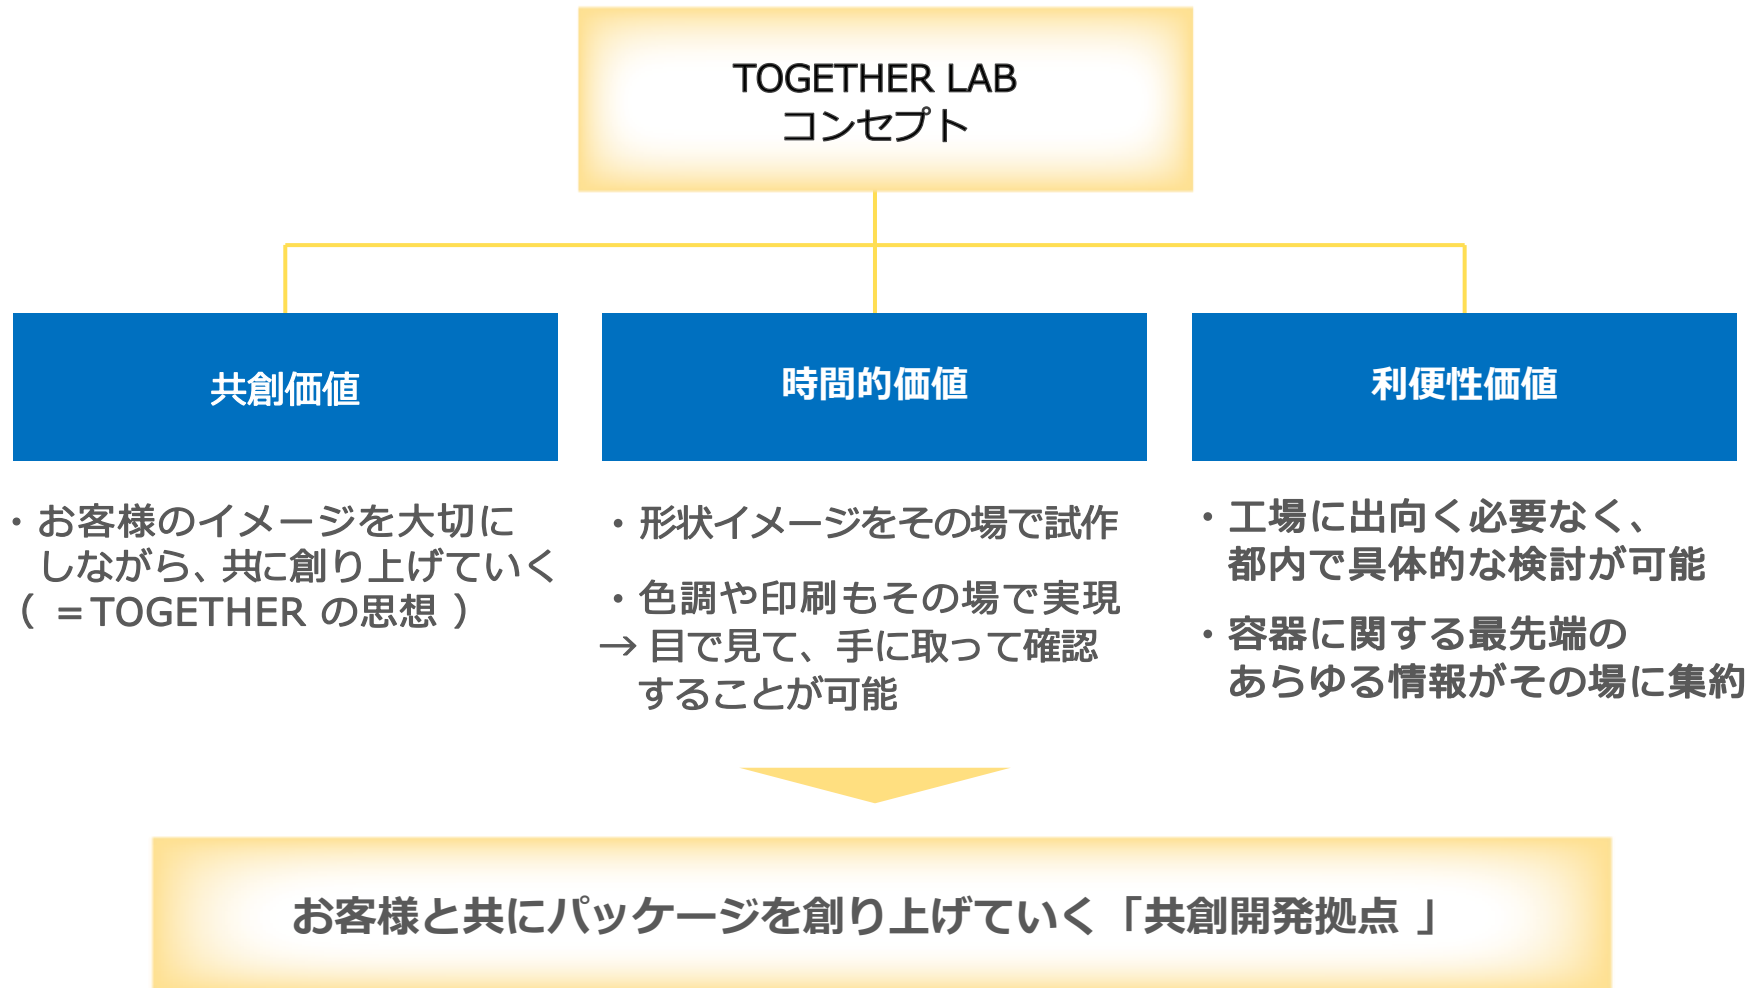 TOGETHER LAB
コンセプト
共創価値
・お客様のイメージを大切に
しながら、共に創り上げていく
（ ＝TOGETHER の思想 ）
時間的価値
・形状イメージをその場で試作
・色調や印刷もその場で実現
→ 目で見て、手に取って確認
することが可能
利便性価値
・工場に出向く必要なく、
都内で具体的な検討が可能
・容器に関する最先端の
あらゆる情報がその場に集約
お客様と共にパッケージを創り上げていく「共創開発拠点 」